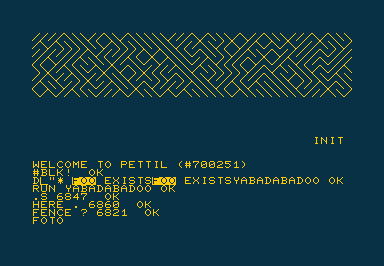 INIT
WELCOME TO PETTIL (#700251)
#BLK!  OK
D1 "* FOO EXISTSFOO EXISTSYABADABADOO OK
RUN YABADABADOO OK
.S 6847  OK
HERE . 6860  OK
FENCE ? 6821  OK
FOTO